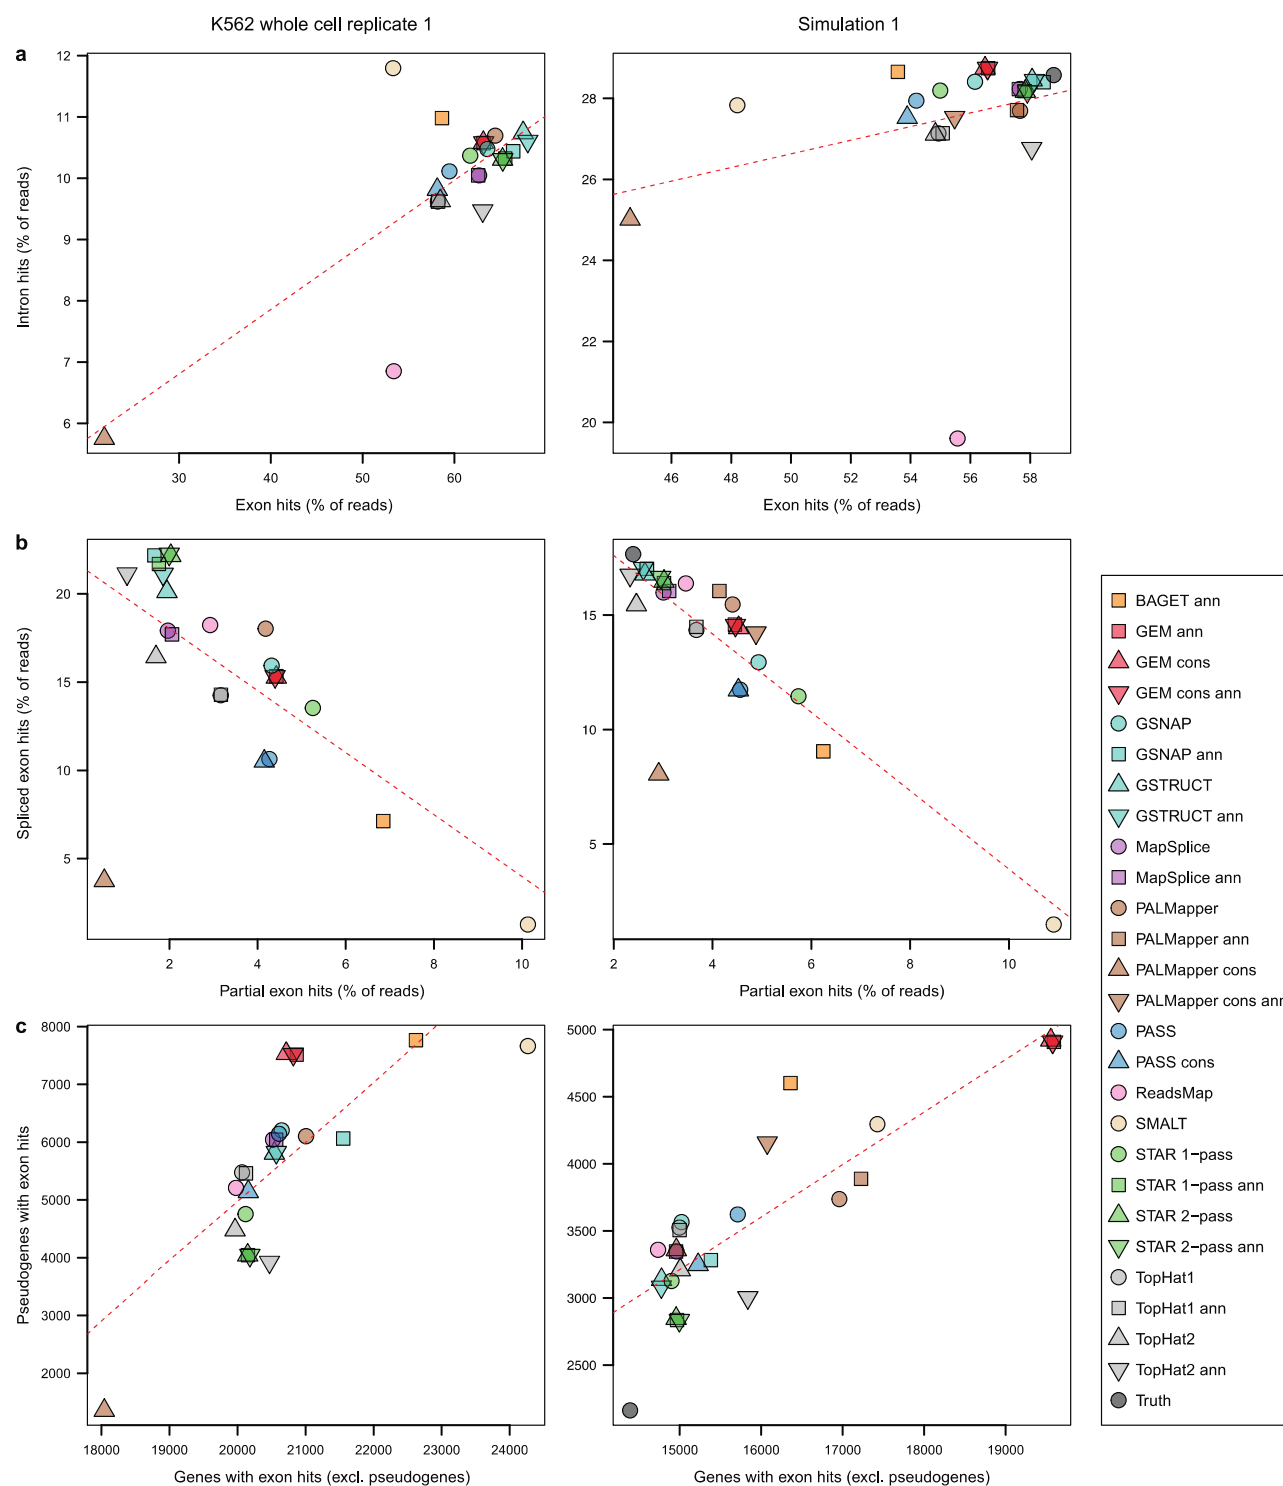 K562 whole cell replicate 1
Simulation 1
a
12
11
10
9
8
7
6
Intron hits (% of reads)
30 40 50 60
Exon hits (% of reads)
28
26
24
22
20
46 48 50 52 54 56 58
Exon hits (% of reads)
b
20
15
10
5
Spliced exon hits (% of reads)
2 4 6 8 10
Partial exon hits (% of reads)
15
10
5
2 4 6 8 10
Partial exon hits (% of reads)
c
8000
7000
6000
5000
4000
3000
2000
Pseudogenes with exon hits
18000 19000 20000 21000 22000 23000 24000
Genes with exon hits (excl. pseudogenes)
5000
4500
4000
3500
3000
2500
15000 16000 17000 18000 19000
Genes with exon hits (excl. pseudogenes)
BAGET ann
GEM ann
GEM cons
GEM cons ann
GSNAP
GSNAP ann
GSTRUCT
GSTRUCT ann
MapSplice
MapSplice ann
PALMapper
PALMapper ann
PALMapper cons
PALMapper cons ann
PASS
PASS cons
ReadsMap
SMALT
STAR 1−pass
STAR 1−pass ann
STAR 2−pass
STAR 2−pass ann
TopHat1
TopHat1 ann
TopHat2
TopHat2 ann
Truth